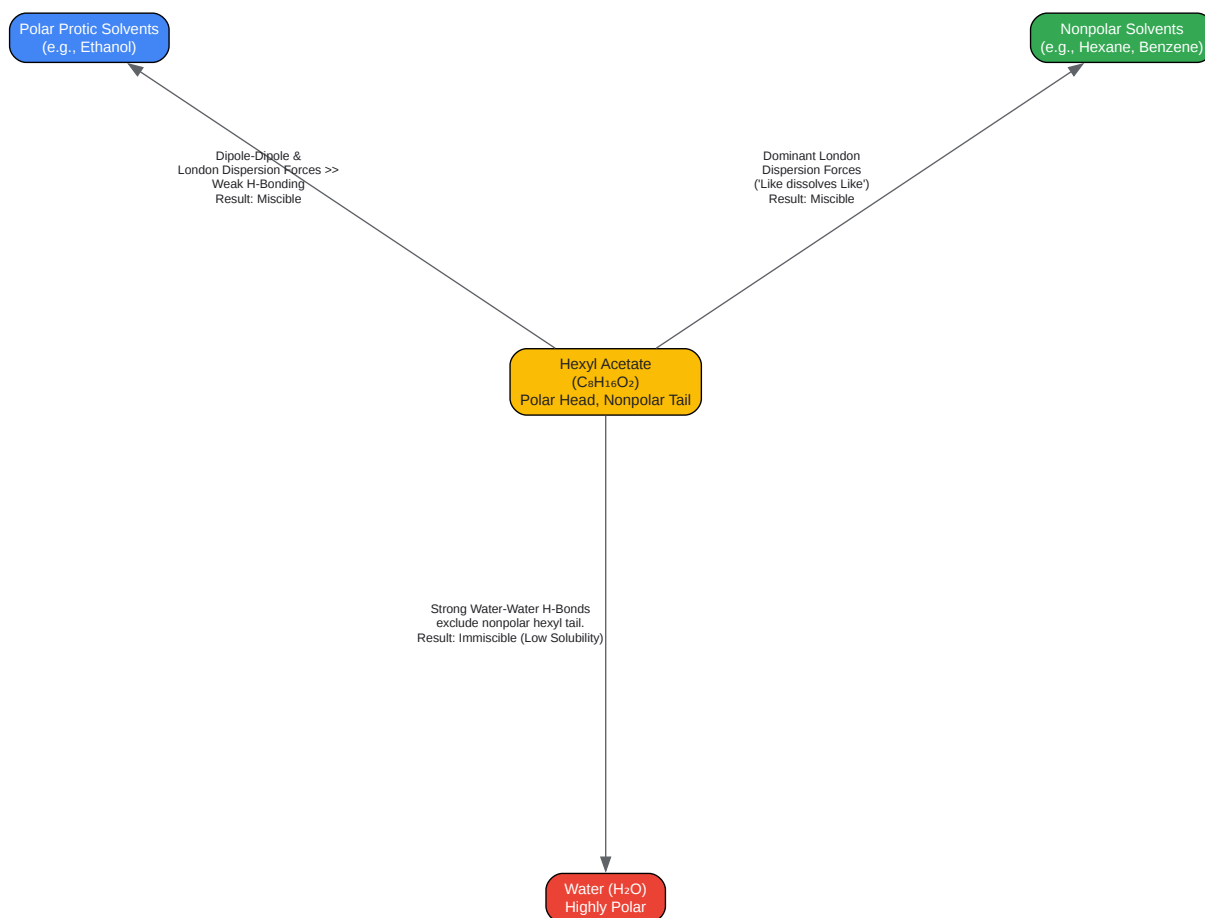 Polar Protic Solvents
(e.g., Ethanol)
Nonpolar Solvents
(e.g., Hexane, Benzene)
Dipole-Dipole &
London Dispersion Forces >>
Weak H-Bonding
Result: Miscible
Dominant London
Dispersion Forces
('Like dissolves Like')
Result: Miscible
Hexyl Acetate
(C₈H₁₆O₂)
Polar Head, Nonpolar Tail
Strong Water-Water H-Bonds
exclude nonpolar hexyl tail.
Result: Immiscible (Low Solubility)
Water (H₂O)
Highly Polar